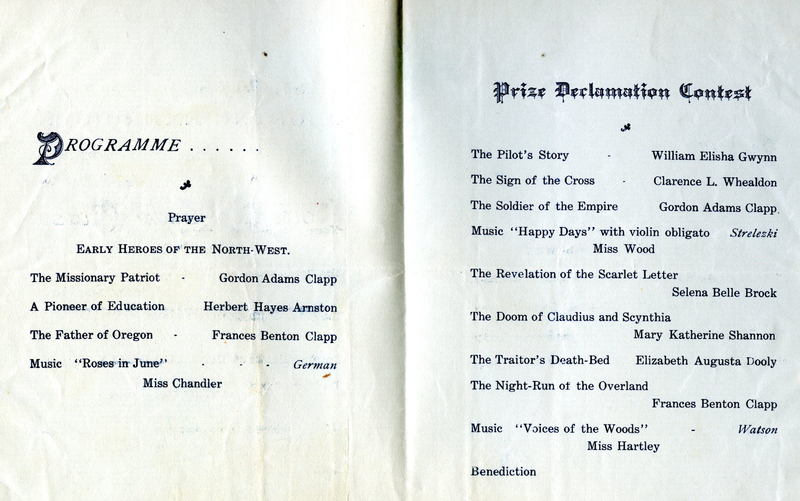 PROGRAMME . . . . . .
Prayer
EARLY HEROES OF THE NORTH-WEST.
The Missionary Patriot - Gordon Adams Clapp
A Pioneer of Education Herbert Hayes Arnston
The Father of Oregon - Frances Benton Clapp
Music "Roses in June" - - - German
Miss Chandler
Prize Declamation Contest
The Pilot's Story - William Elisha Gwynn
The Sign of the Cross - Clarence L. Whealdon
The Soldier of the Empire Gordon Adams Clapp
Music "Happy Days" with violin obligato Strelezki
Miss Wood
The Revelation of the Scarlet Letter
Selena Belle Brock
The Doom of Claudius and Scynthia
Mary Katherine Shannon
The Traitor's Death-Bed Elizabeth Augusta Dooly
The Night-Run of the Overland
Frances Benton Clapp
Music "Voices of the Woods" - Watson
Miss Hartley
Benediction